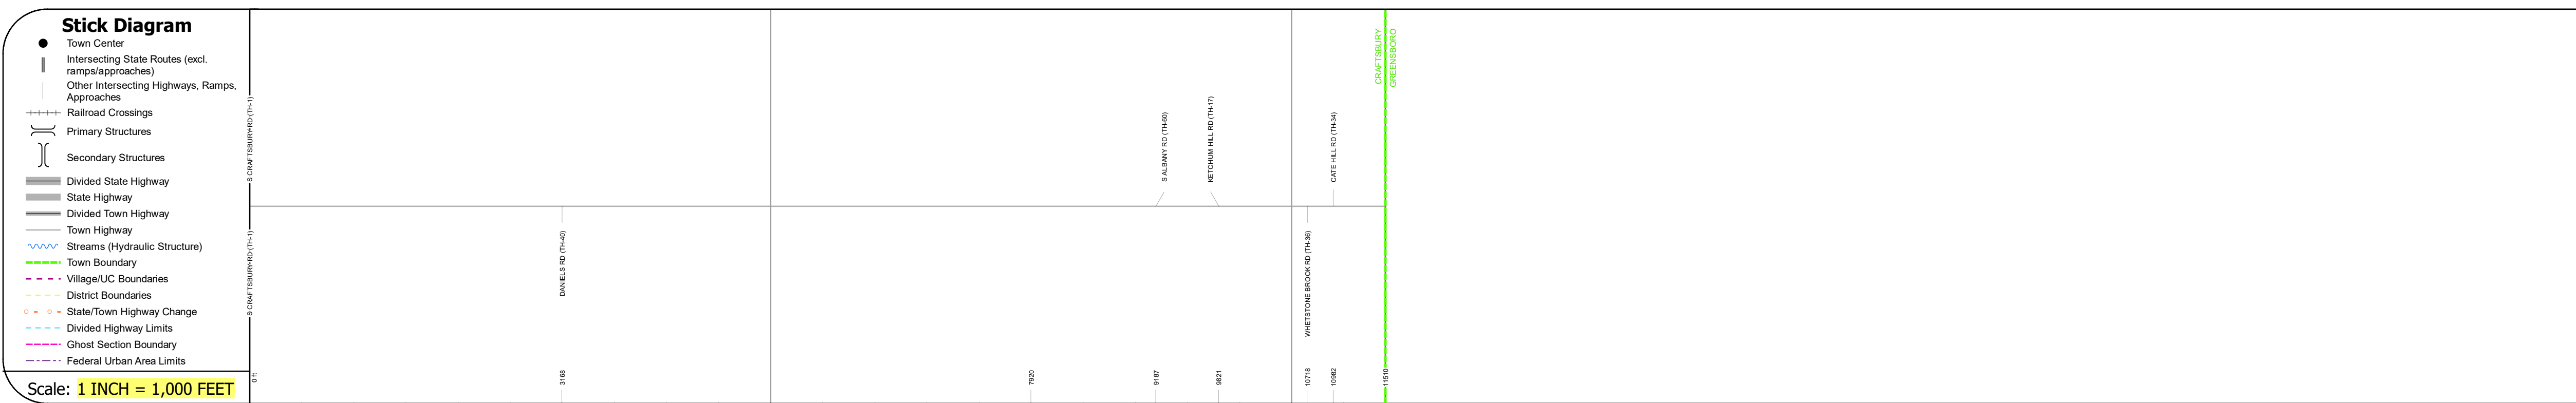 Stick Diagram
Town Center
Intersecting State Routes (excl.
ramps/approaches)
Other Intersecting Highways, Ramps,
Approaches
Railroad Crossings
Primary Structures
Secondary Structures
Divided State Highway
State Highway
Divided Town Highway
Town Highway
Streams (Hydraulic Structure)
Town Boundary
Village/UC Boundaries
District Boundaries
State/Town Highway Change
Divided Highway Limits
Ghost Section Boundary
Federal Urban Area Limits
Scale: 1 INCH = 1,000 FEET
S CRAFTSBURY RD (TH-1)
S CRAFTSBURY RD (TH-1)
0 ft
DANIELS RD (TH-40)
3168
7920
S ALBANY RD (TH-60)
9187
KETCHUM HILL RD (TH-17)
9821
WHETSTONE BROOK RD (TH-36)
10718
CATE HILL RD (TH-34)
10982
CRAFTSBURY
GREENSBORO
11510